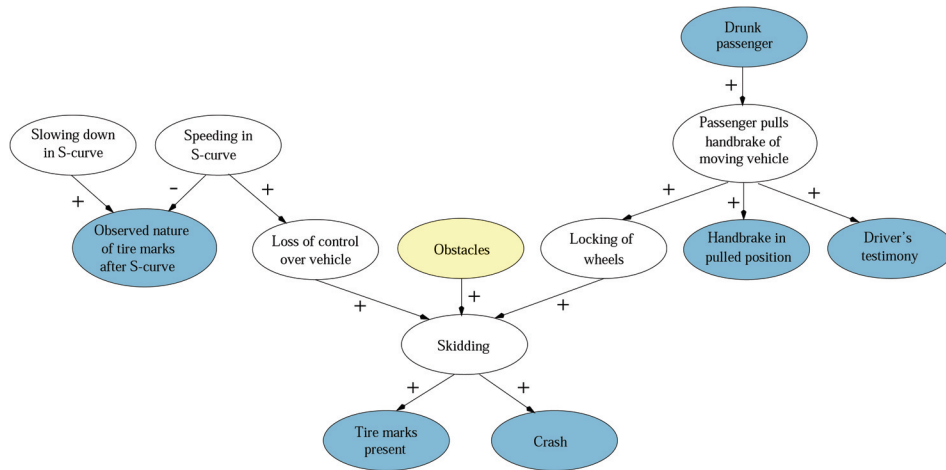 Drunk
passenger
+
Slowing down
in S-curve
Speeding in
S-curve
Passenger pulls
handbrake of
moving vehicle
+
-
+
+
+
+
Observed nature
of tire marks
after S-curve
Loss of control
over vehicle
Obstacles
Locking of
wheels
Handbrake in
pulled position
Driver's
testimony
+
+
+
Skidding
+
+
Tire marks
present
Crash